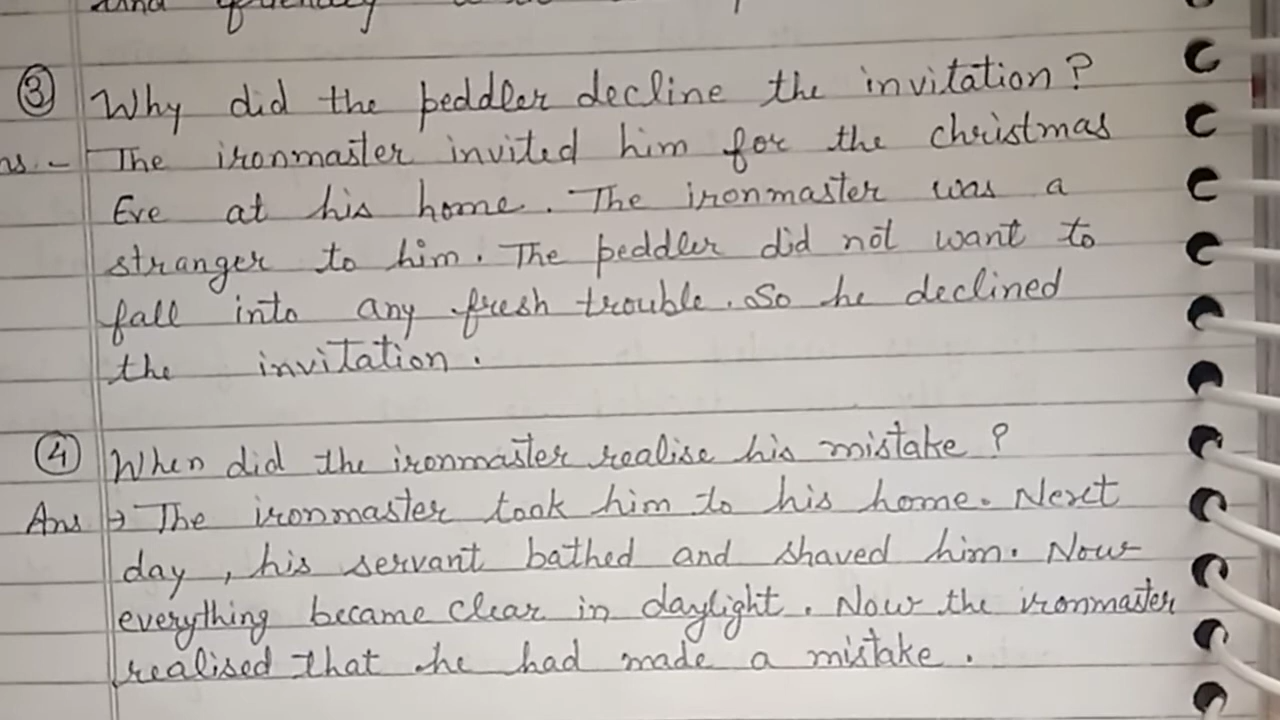 ③ Why did the peddler decline the invitation?
ns. - The ironmaster invited him for the christmas
Eve at his home. The ironmaster was a
stranger to him. The peddler did not want to
fall into any fresh trouble. So he declined
the invitation.
④ When did the ironmaster realise his mistake?
Ans → The ironmaster took him to his home. Next
day, his servant bathed and shaved him. Now
everything became clear in daylight. Now the ironmaster
realised that he had made a mistake.